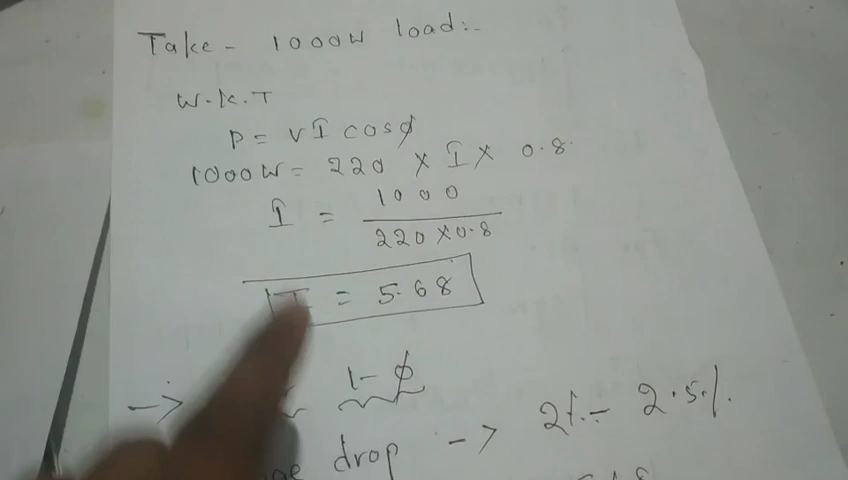 Take - 1000W load:-
W.K.T
P = VI cosϕ
1000W = 220 X I X 0.8
I = 1000
220 X 0.8
I = 5.68
-> 1-ϕ
drop -> 2%- 2.5%